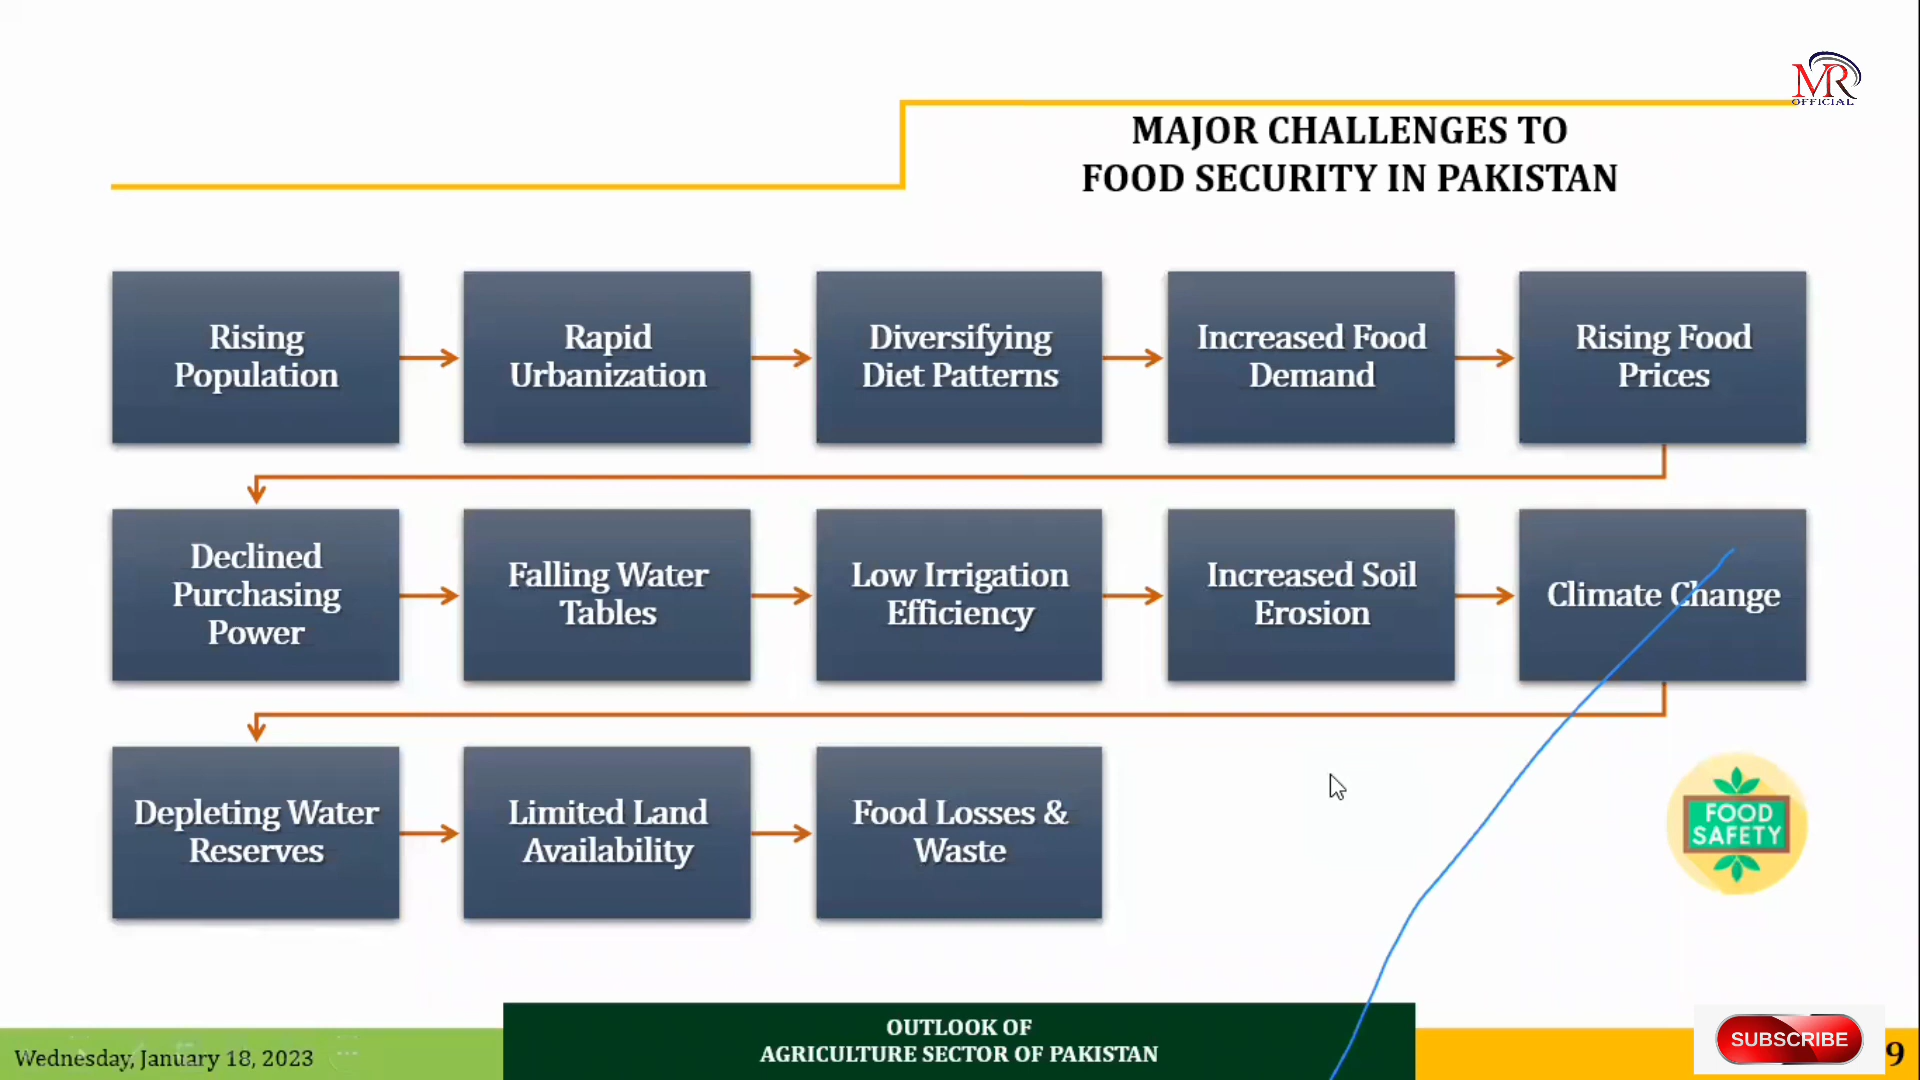 MR
OFFICIAL
MAJOR CHALLENGES TO
FOOD SECURITY IN PAKISTAN
Rising
Population
Rapid
Urbanization
Diversifying
Diet Patterns
Increased Food
Demand
Rising Food
Prices
Declined
Purchasing
Power
Falling Water
Tables
Low Irrigation
Efficiency
Increased Soil
Erosion
Climate Change
Depleting Water
Reserves
Limited Land
Availability
Food Losses &
Waste
FOOD
SAFETY
Wednesday, January 18, 2023
OUTLOOK OF
AGRICULTURE SECTOR OF PAKISTAN
SUBSCRIBE
9